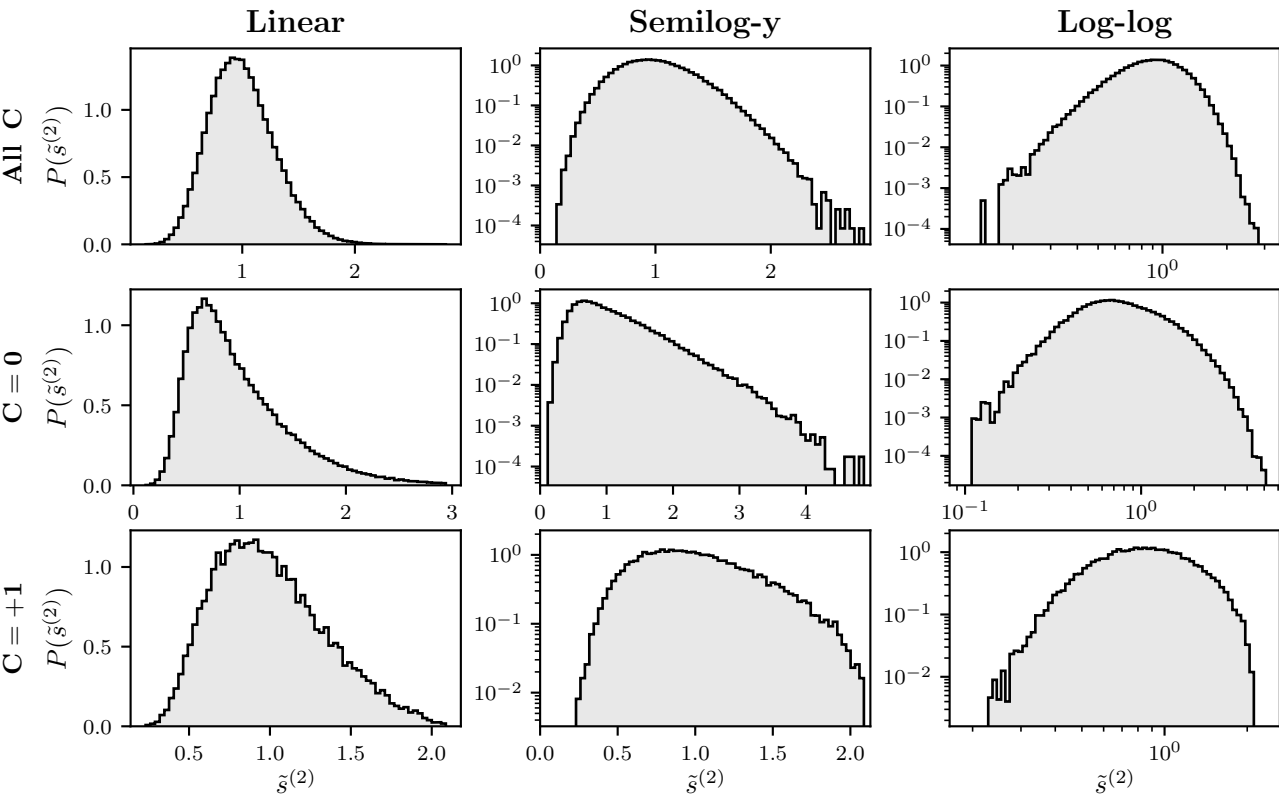 Linear Semilog-y Log-log
All C
P(s̃⁽²⁾)
0.0 0.5 1.0
1 2
10⁰ 10⁻¹ 10⁻² 10⁻³ 10⁻⁴
0 1 2
10⁰ 10⁻¹ 10⁻² 10⁻³ 10⁻⁴
10⁰
C = 0
P(s̃⁽²⁾)
1.0 0.5 0.0
0 1 2 3
10⁰ 10⁻¹ 10⁻² 10⁻³ 10⁻⁴
0 1 2 3 4
10⁰ 10⁻¹ 10⁻² 10⁻³ 10⁻⁴
10⁻¹ 10⁰
C = +1
P(s̃⁽²⁾)
1.0 0.5 0.0
0.5 1.0 1.5 2.0
10⁰ 10⁻¹ 10⁻²
0.0 0.5 1.0 1.5 2.0
10⁰ 10⁻¹ 10⁻²
10⁰
s̃⁽²⁾ s̃⁽²⁾ s̃⁽²⁾